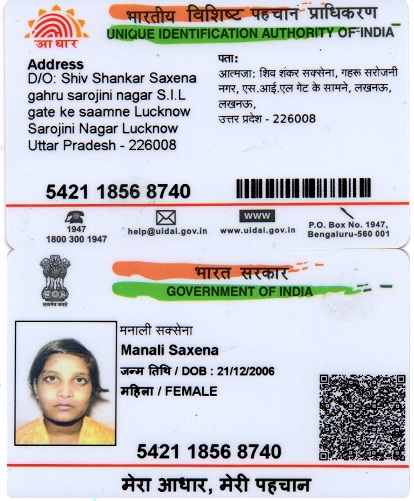 भारतीय विशिष्ट पहचान प्राधिकरण
आधार
UNIQUE IDENTIFICATION AUTHORITY OF INDIA
Address
D/O: Shiv Shankar Saxena
gahru sarojini nagar S.I.L
gate ke saamne Lucknow
Sarojini Nagar Lucknow
Uttar Pradesh - 226008
पता:
आत्मजा: शिव शंकर सक्सेना, गहरू सरोजनी
नगर, एस.आई.एल गेट के सामने, लखनऊ,
लखनऊ,
उत्तर प्रदेश - 226008
5421 1856 8740
1947
1800 300 1947
help@uidai.gov.in
WWW
www.uidai.gov.in
P.O. Box No. 1947,
Bengaluru-560 001
भारत सरकार
GOVERNMENT OF INDIA
सत्यमेव जयते
मनाली सक्सेना
Manali Saxena
जन्म तिथि / DOB : 21/12/2006
महिला / FEMALE
5421 1856 8740
मेरा आधार, मेरी पहचान